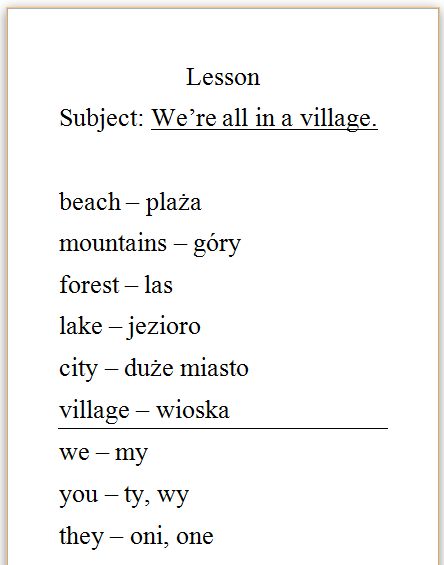 Lesson
Subject: We’re all in a village.
beach – plaża
mountains – góry
forest – las
lake – jezioro
city – duże miasto
village – wioska
we – my
you – ty, wy
they – oni, one